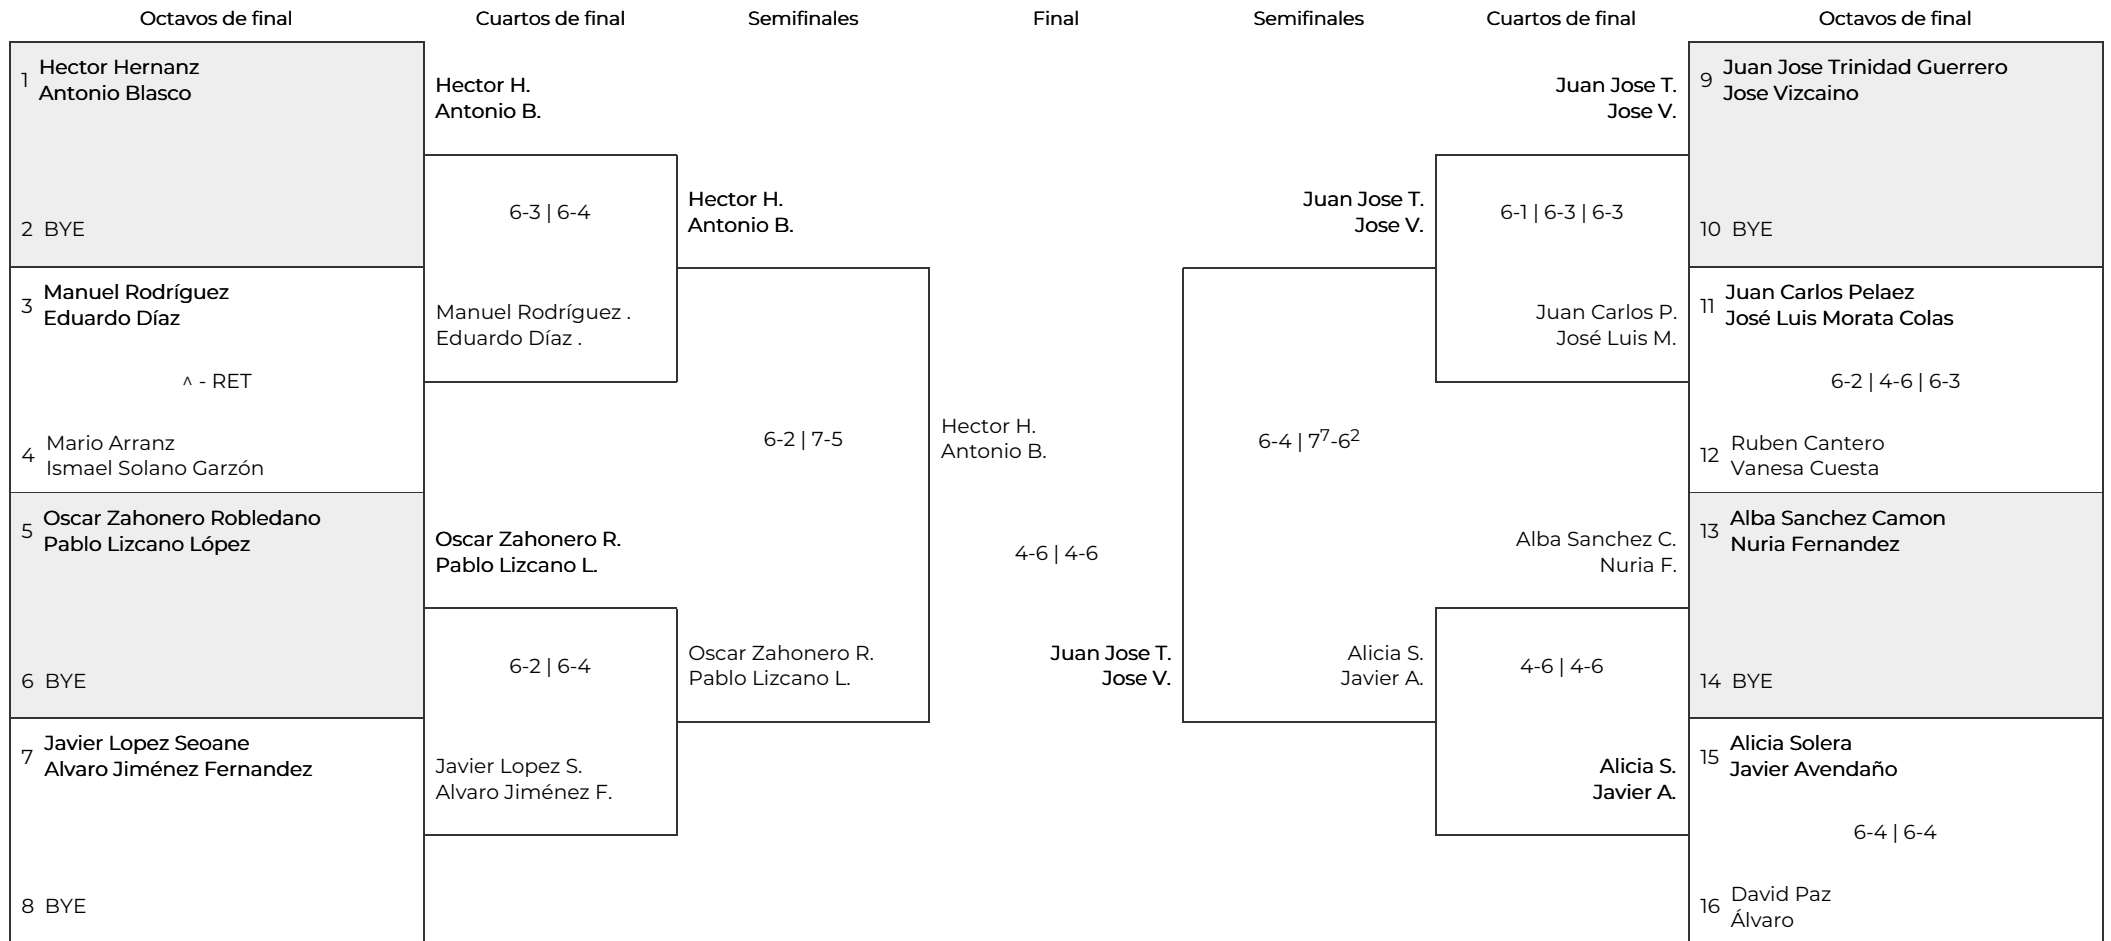 Octavos de final
Cuartos de final
Semifinales
Final
Semifinales
Cuartos de final
Octavos de final
1
Hector Hernanz
Antonio Blasco
2 BYE
3
Manuel Rodríguez
Eduardo Díaz
^ - RET
4
Mario Arranz
Ismael Solano Garzón
5
Oscar Zahonero Robledano
Pablo Lizcano López
6 BYE
7
Javier Lopez Seoane
Alvaro Jiménez Fernandez
8 BYE
Hector H.
Antonio B.
6-3 | 6-4
Manuel Rodríguez .
Eduardo Díaz .
Oscar Zahonero R.
Pablo Lizcano L.
6-2 | 6-4
Javier Lopez S.
Alvaro Jiménez F.
Hector H.
Antonio B.
6-2 | 7-5
Oscar Zahonero R.
Pablo Lizcano L.
Hector H.
Antonio B.
4-6 | 4-6
Juan Jose T.
Jose V.
Juan Jose T.
Jose V.
6-4 | 7⁷-6²
Alicia S.
Javier A.
Juan Jose T.
Jose V.
6-1 | 6-3 | 6-3
Juan Carlos P.
José Luis M.
Alba Sanchez C.
Nuria F.
4-6 | 4-6
Alicia S.
Javier A.
9
Juan Jose Trinidad Guerrero
Jose Vizcaino
10 BYE
11
Juan Carlos Pelaez
José Luis Morata Colas
6-2 | 4-6 | 6-3
12
Ruben Cantero
Vanesa Cuesta
13
Alba Sanchez Camon
Nuria Fernandez
14 BYE
15
Alicia Solera
Javier Avendaño
6-4 | 6-4
16
David Paz
Álvaro